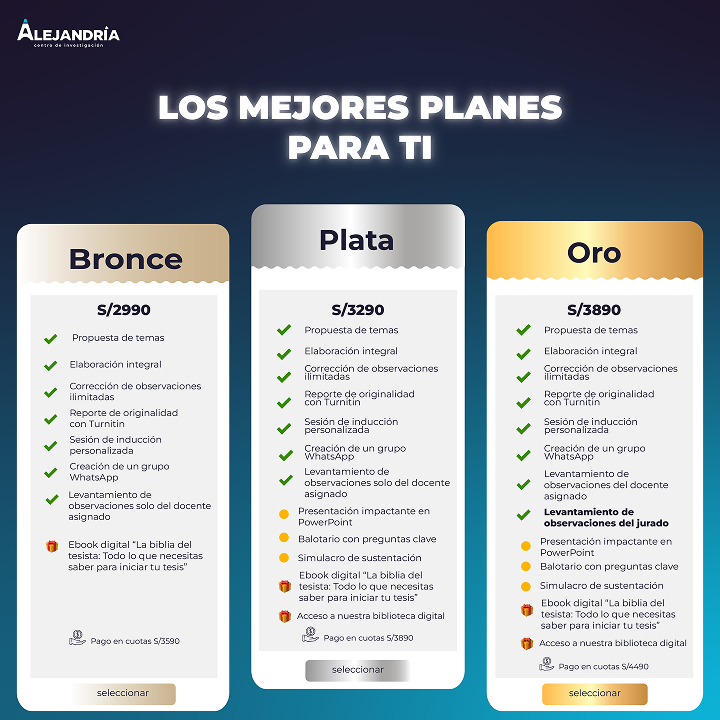 ALEJANDRÍA
centro de investigación
LOS MEJORES PLANES
PARA TI
Bronce
S/2990
Propuesta de temas
Elaboración integral
Corrección de observaciones
ilimitadas
Reporte de originalidad
con Turnitin
Sesión de inducción
personalizada
Creación de un grupo
WhatsApp
Levantamiento de
observaciones solo del docente
asignado
Ebook digital “La biblia del
tesista: Todo lo que necesitas
saber para iniciar tu tesis”
Pago en cuotas S/3590
seleccionar
Plata
S/3290
Propuesta de temas
Elaboración integral
Corrección de observaciones
ilimitadas
Reporte de originalidad
con Turnitin
Sesión de inducción
personalizada
Creación de un grupo
WhatsApp
Levantamiento de
observaciones solo del docente
asignado
Presentación impactante en
PowerPoint
Balotario con preguntas clave
Simulacro de sustentación
Ebook digital “La biblia del
tesista: Todo lo que necesitas
saber para iniciar tu tesis”
Acceso a nuestra biblioteca digital
Pago en cuotas S/3890
seleccionar
Oro
S/3890
Propuesta de temas
Elaboración integral
Corrección de observaciones
ilimitadas
Reporte de originalidad
con Turnitin
Sesión de inducción
personalizada
Creación de un grupo
WhatsApp
Levantamiento de
observaciones del docente
asignado
Levantamiento de
observaciones del jurado
Presentación impactante en
PowerPoint
Balotario con preguntas clave
Simulacro de sustentación
Ebook digital “La biblia del
tesista: Todo lo que necesitas
saber para iniciar tu tesis”
Acceso a nuestra biblioteca digital
Pago en cuotas S/4490
seleccionar